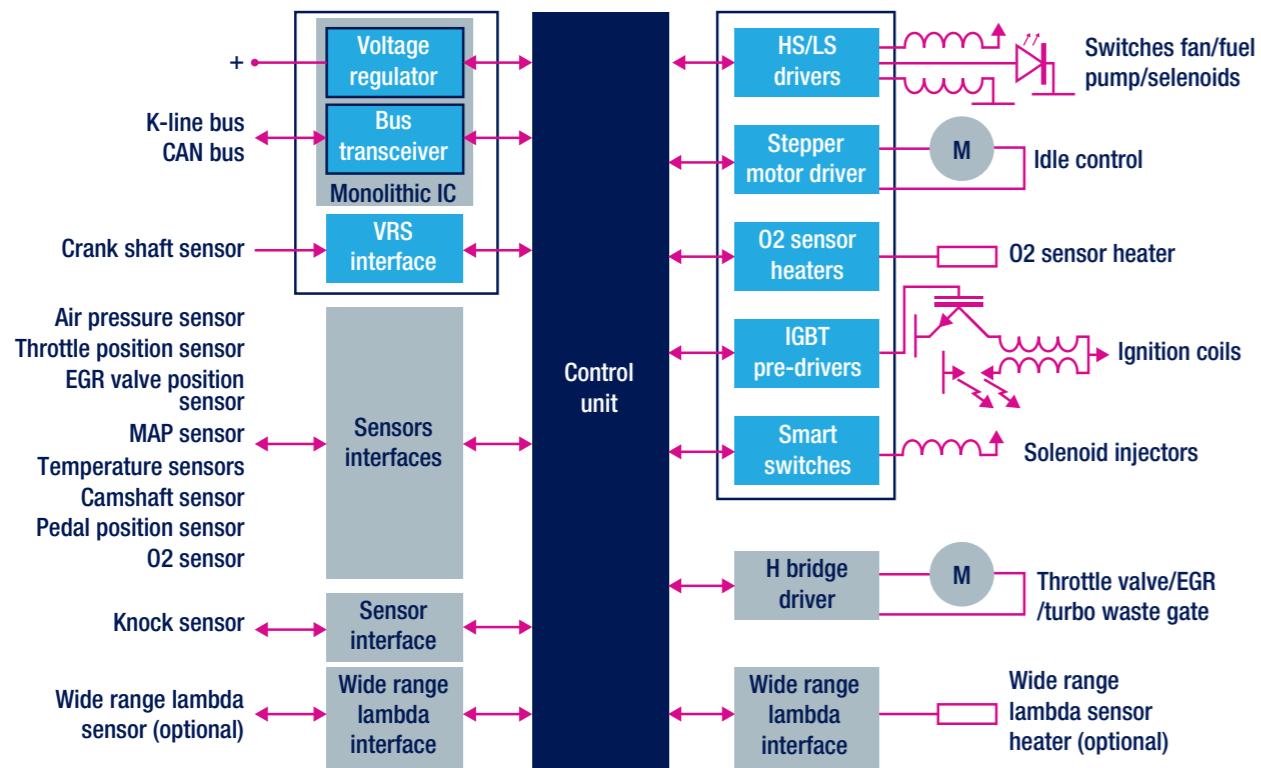 +
K-line bus
CAN bus
Crank shaft sensor
Air pressure sensor
Throttle position sensor
EGR valve position
sensor
MAP sensor
Temperature sensors
Camshaft sensor
Pedal position sensor
O2 sensor
Knock sensor
Wide range lambda
sensor (optional)
Voltage
regulator
Bus
transceiver
Monolithic IC
VRS
interface
Sensors
interfaces
Sensor
interface
Wide range
lambda
interface
Control
unit
HS/LS
drivers
Stepper
motor driver
O2 sensor
heaters
IGBT
pre-drivers
Smart
switches
H bridge
driver
Wide range
lambda
interface
Switches fan/fuel
pump/selenoids
M
Idle control
O2 sensor heater
Ignition coils
Solenoid injectors
M
Throttle valve/EGR
/turbo waste gate
Wide range
lambda sensor
heater (optional)